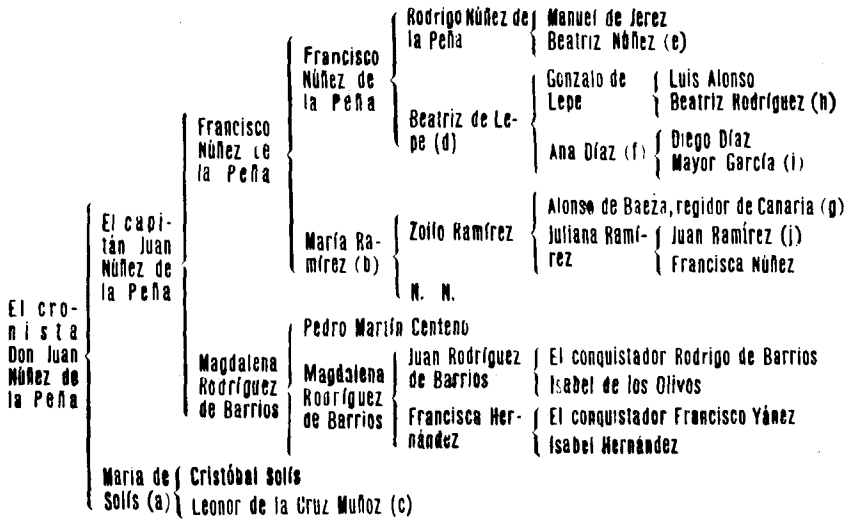 El cro-
nista
Don Juan
Núñez de
la Peña
El capi-
tán Juan
Núñez de
la Peña
Francisco
Núñez de
la Peña
Francisco
Núñez de
la Peña
Rodrigo Núñez de
la Peña
Manuel de Jerez
Beatriz Núñez (e)
Beatriz de Le-
pe (d)
Gonzalo de
Lepe
Luis Alonso
Beatriz Rodríguez (h)
Ana Díaz (f)
Diego Díaz
Mayor García (i)
María Ra-
mírez (b)
Zoilo Ramírez
Alonso de Baeza, regidor de Canaria (g)
Juliana Ramí-
rez
Juan Ramírez (j)
Francisca Núñez
N. N.
Magdalena
Rodríguez
de Barrios
Pedro Martín Centeno
Magdalena
Rodríguez
de Barrios
Juan Rodríguez
de Barrios
El conquistador Rodrigo de Barrios
Isabel de los Olivos
Francisca Her-
nández
El conquistador Francisco Yánez
Isabel Hernández
Maria de
Solís (a)
Cristóbal Solís
Leonor de la Cruz Muñoz (c)